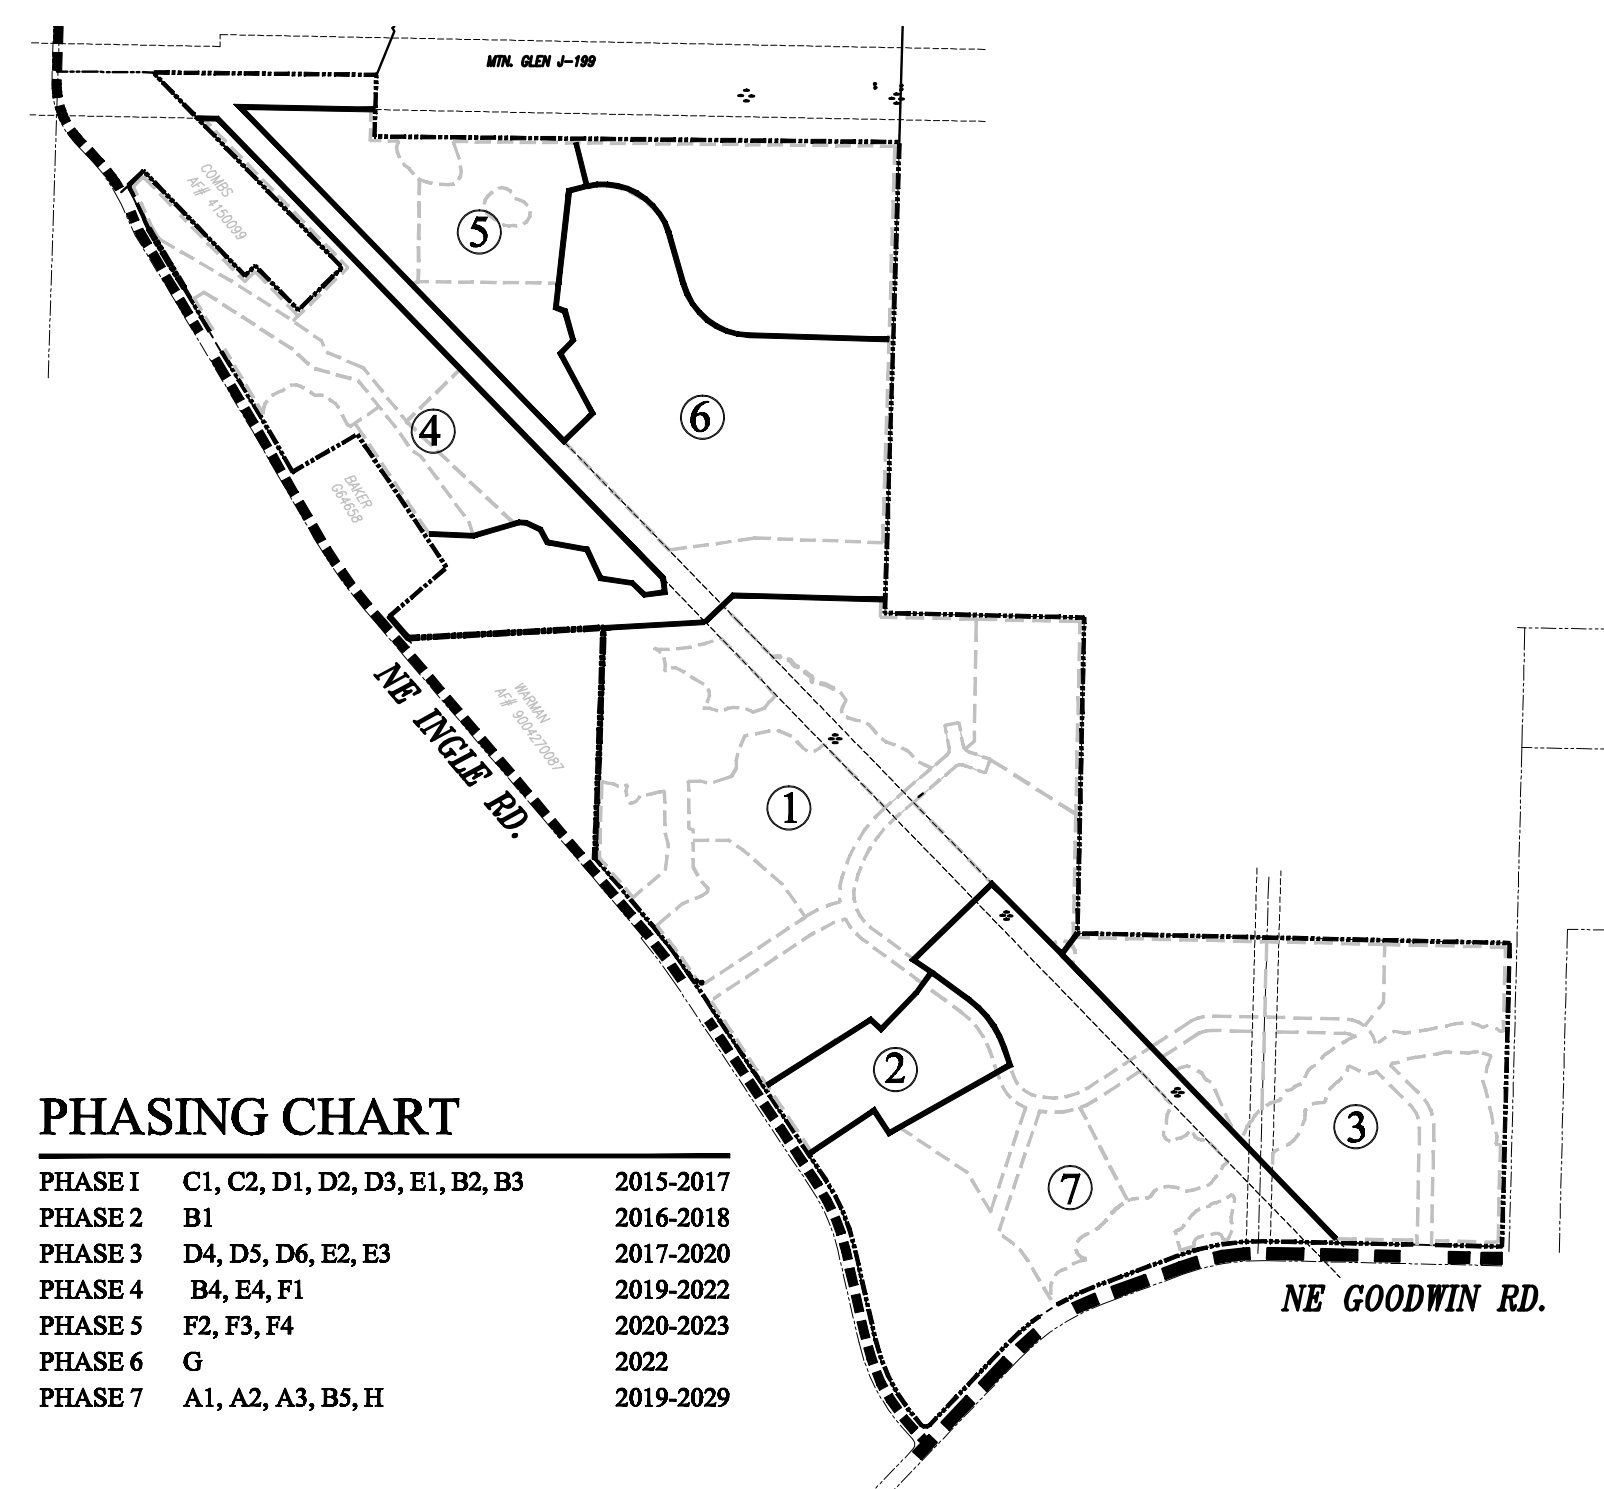 MTN. GLEN J-199
COMBS
AF# 4150099
5
6
4
BAKER
G64658
NE INGLE RD.
WARMAN
AF# 9004270087
1
2
3
7
NE GOODWIN RD.
PHASING CHART
PHASE I C1, C2, D1, D2, D3, E1, B2, B3 2015-2017
PHASE 2 B1 2016-2018
PHASE 3 D4, D5, D6, E2, E3 2017-2020
PHASE 4 B4, E4, F1 2019-2022
PHASE 5 F2, F3, F4 2020-2023
PHASE 6 G 2022
PHASE 7 A1, A2, A3, B5, H 2019-2029